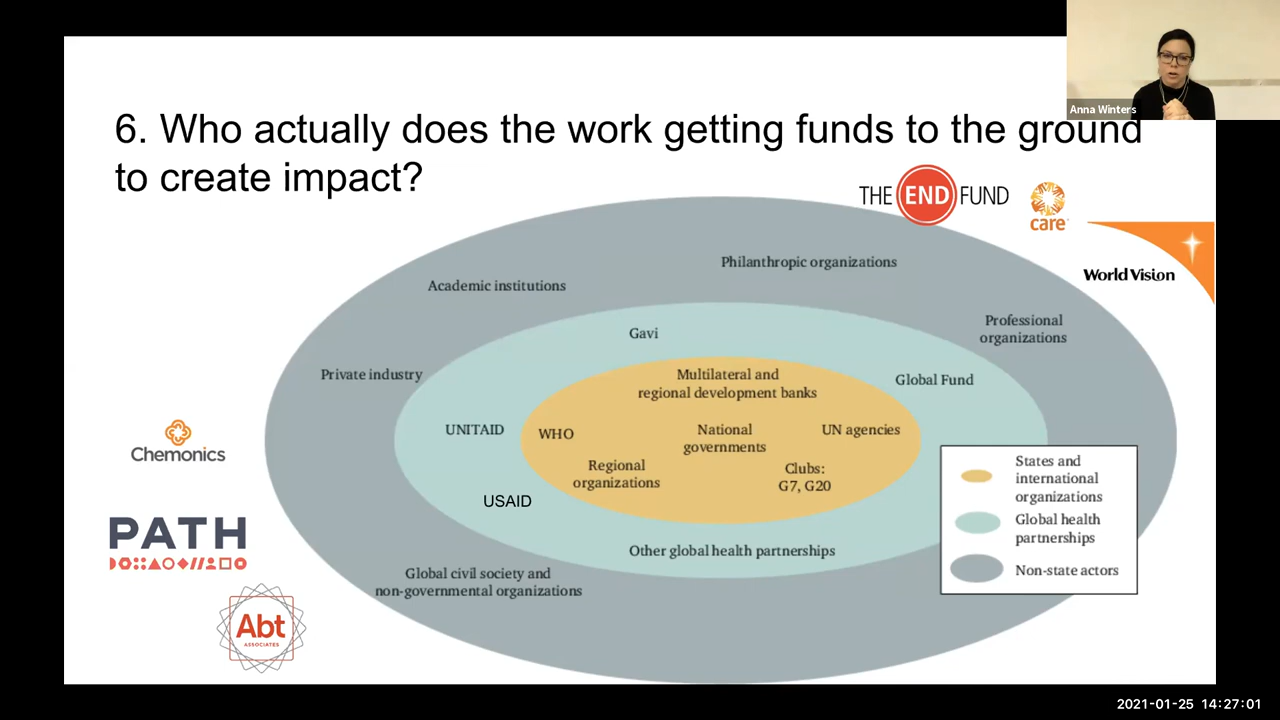 Anna Winters
6. Who actually does the work getting funds to the ground
to create impact?
THE END FUND
care
World Vision
Philanthropic organizations
Academic institutions
Professional
organizations
Gavi
Private industry
Global Fund
Multilateral and
regional development banks
UNITAID
WHO
National
governments
UN agencies
Regional
organizations
Clubs:
G7, G20
USAID
Other global health partnerships
Global civil society and
non-governmental organizations
States and
international
organizations
Global health
partnerships
Non-state actors
Chemonics
PATH
Abt
ASSOCIATES
2021-01-25 14:27:01